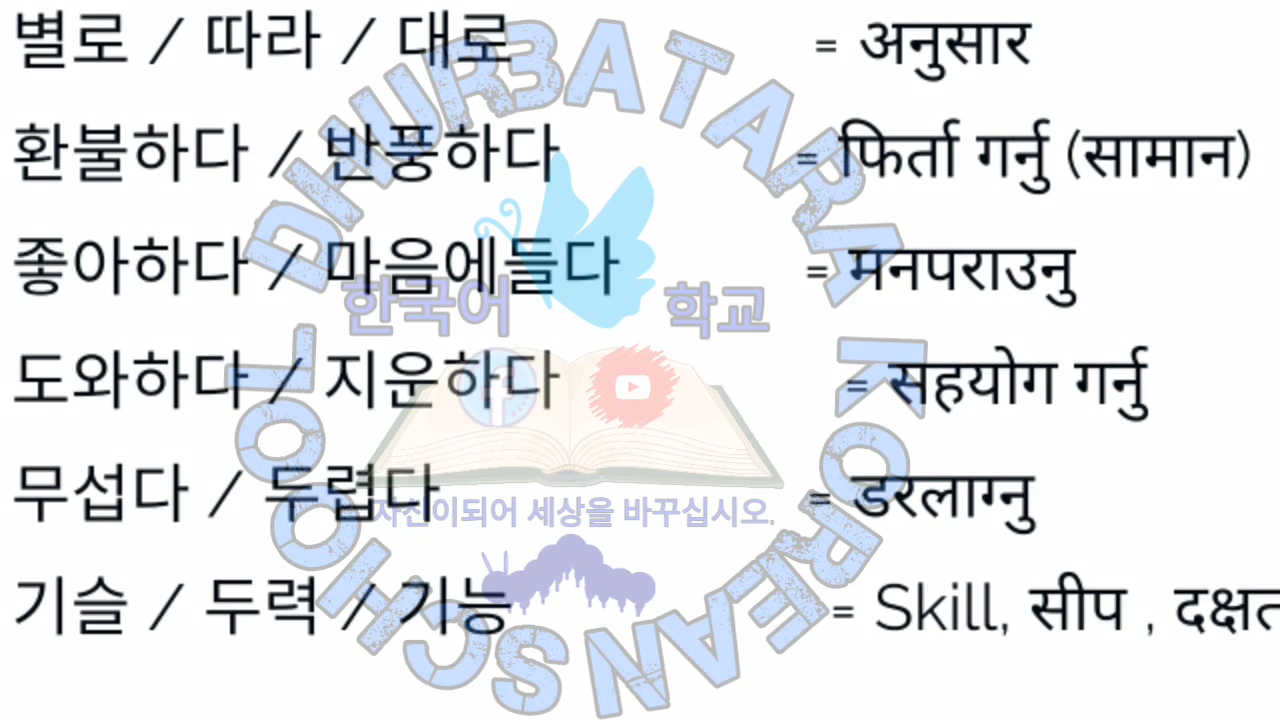 별로 / 따라 / 대로 = अनुसार
환불하다 / 반풍하다 = फिर्ता गर्नु (सामान)
좋아하다 / 마음에들다 = मनपराउनु
도와하다 / 지운하다 = सहयोग गर्नु
무섭다 / 두렵다 = डरलाग्नु
기슬 / 두력 / 기능 = Skill, सीप , दक्षत
DHURBATARA KOREAN SCHOOL
한국어 학교
자신이되어 세상을 바꾸십시오.